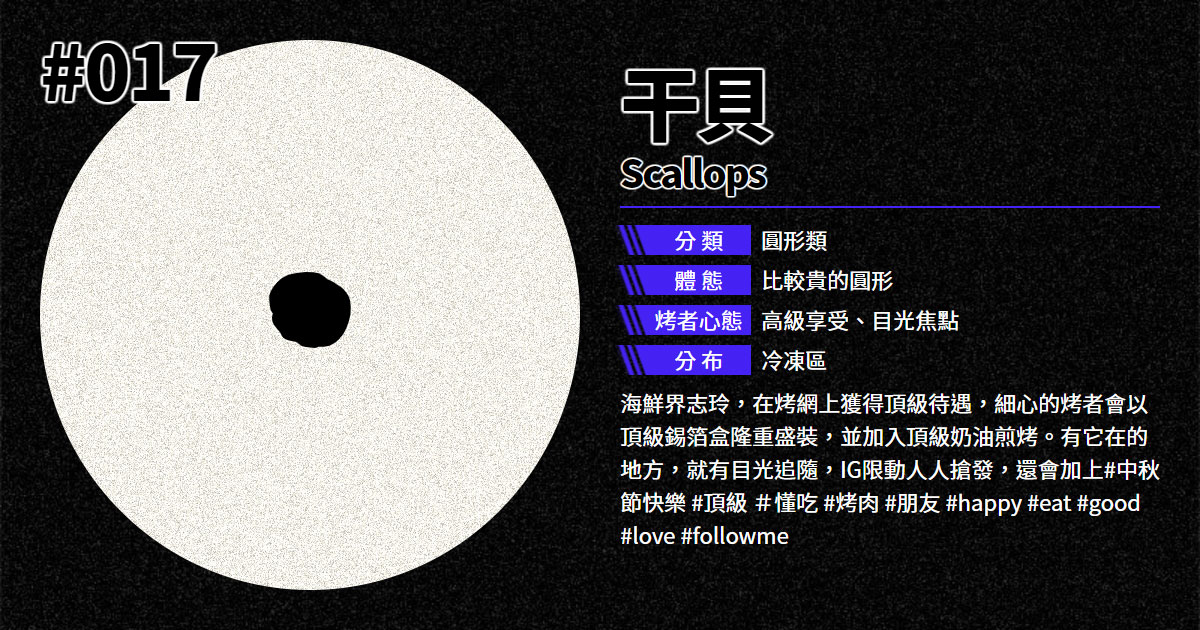 #017
干貝
Scallops
分類 圓形類
體態 比較貴的圓形
烤者心態 高級享受、目光焦點
分布 冷凍區
海鮮界志玲，在烤網上獲得頂級待遇，細心的烤者會以
頂級錫箔盒隆重盛裝，並加入頂級奶油煎烤。有它在的
地方，就有目光追隨，IG限動人人搶發，還會加上#中秋
節快樂 #頂級 ＃懂吃 #烤肉 #朋友 #happy #eat #good
#love #followme